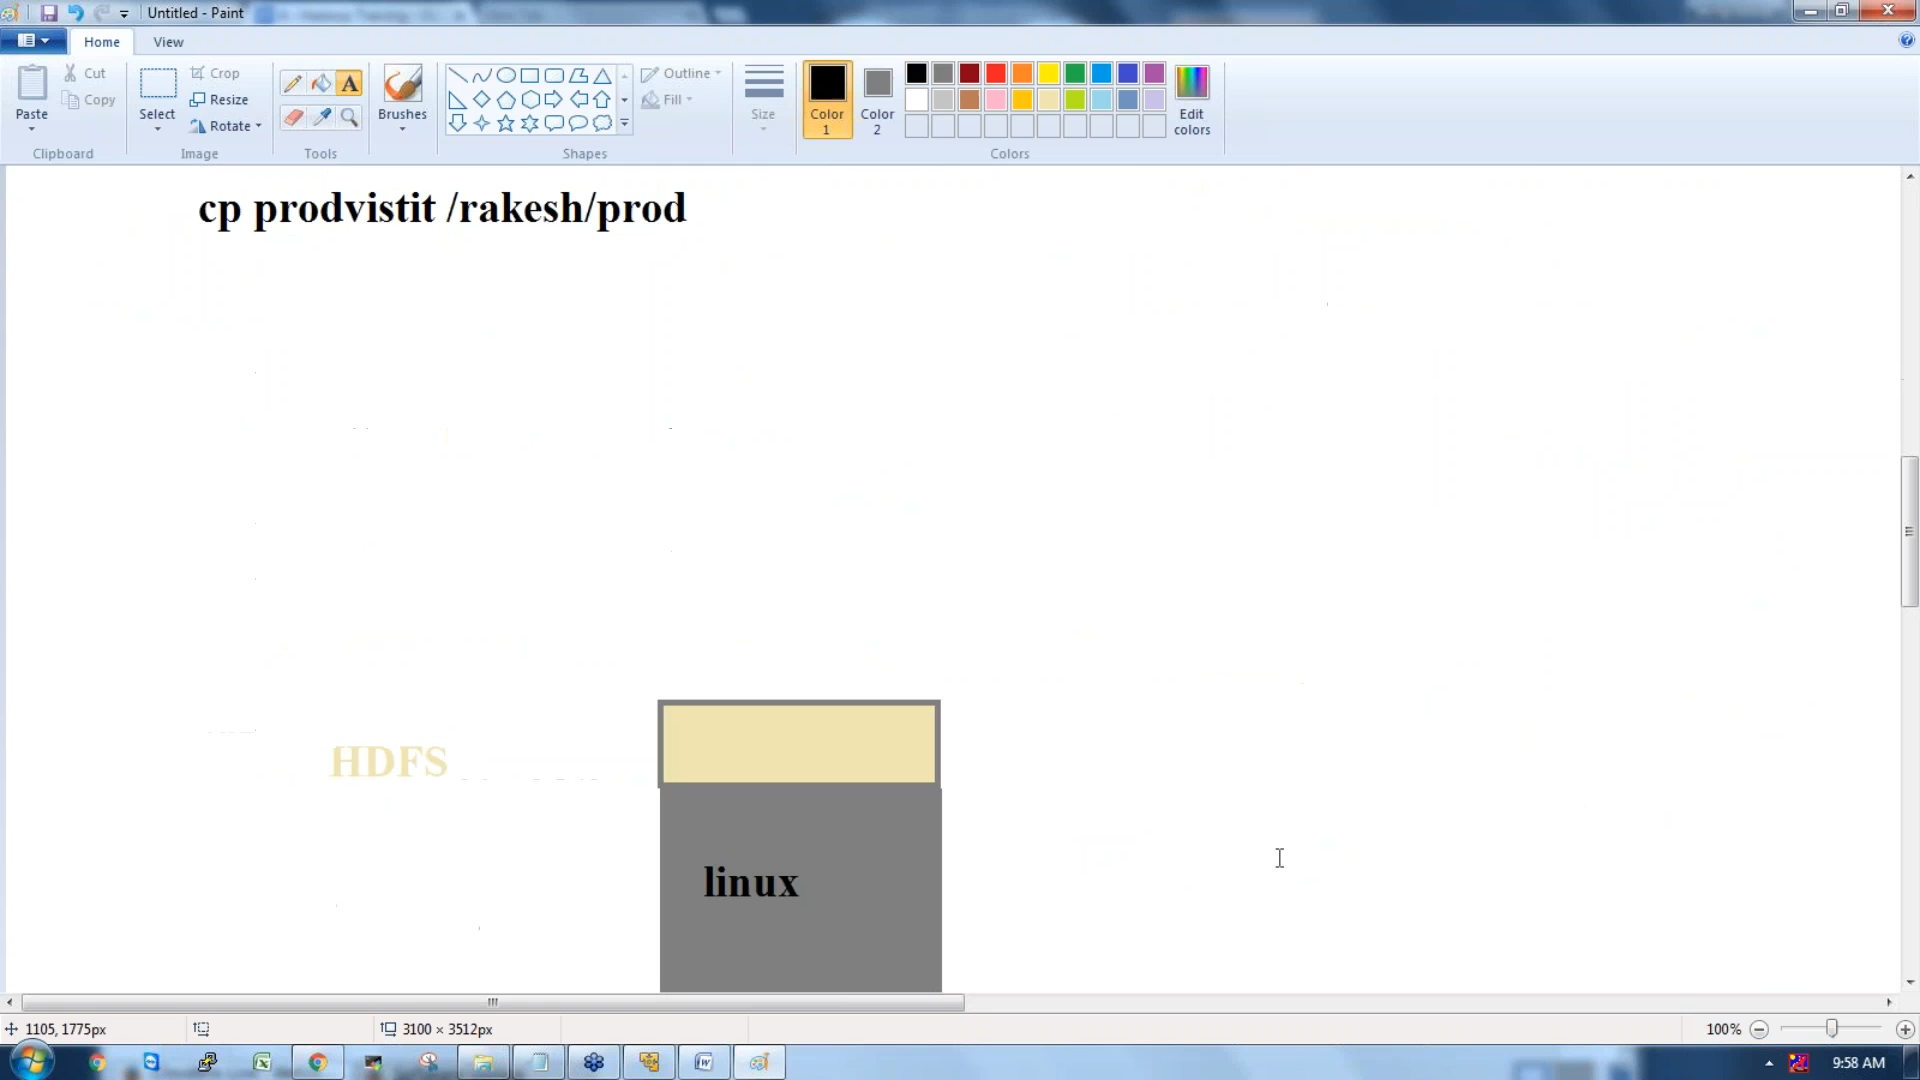 Untitled - Paint
Home
View
Paste
Cut
Copy
Clipboard
Select
Crop
Resize
Rotate
Image
A
Tools
Brushes
Shapes
Outline
Fill
Size
Color 1
Color 2
Edit colors
Colors
cp prodvistit /rakesh/prod
HDFS
linux
1105, 1775px
3100 × 3512px
100%
9:58 AM